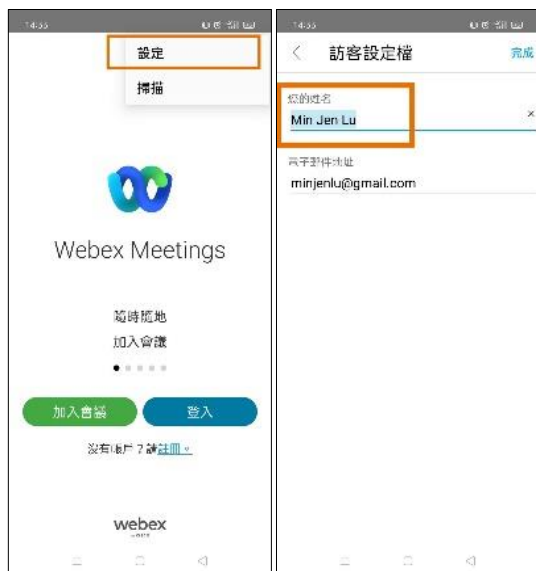 14:55
設定
掃描
Webex Meetings
隨時隨地
加入會議
加入會議
登入
沒有帳戶？請註冊。
webex
14:55
訪客設定檔
完成
您的姓名
Min Jen Lu
×
電子郵件地址
minjenlu@gmail.com